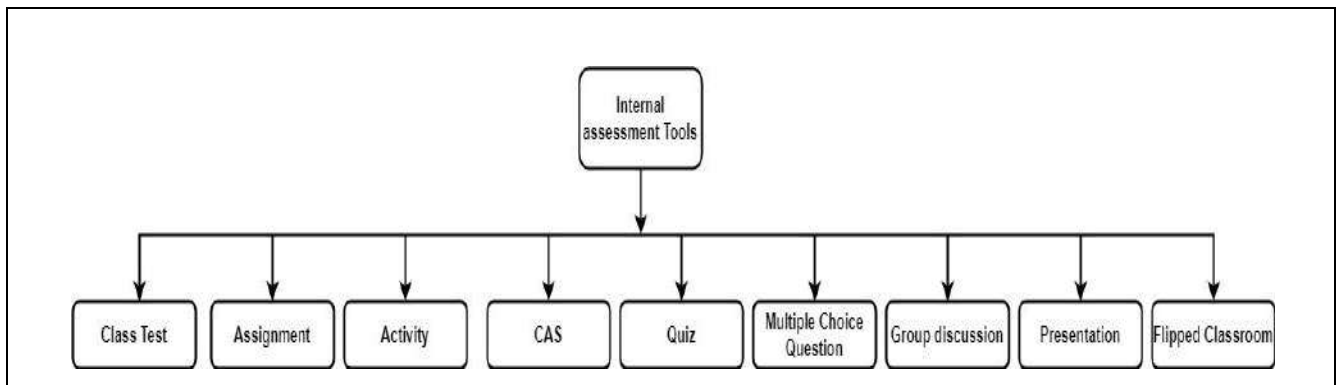 Internal
assessment Tools
Class Test
Assignment
Activity
CAS
Quiz
Multiple Choice
Question
Group discussion
Presentation
Flipped Classroom